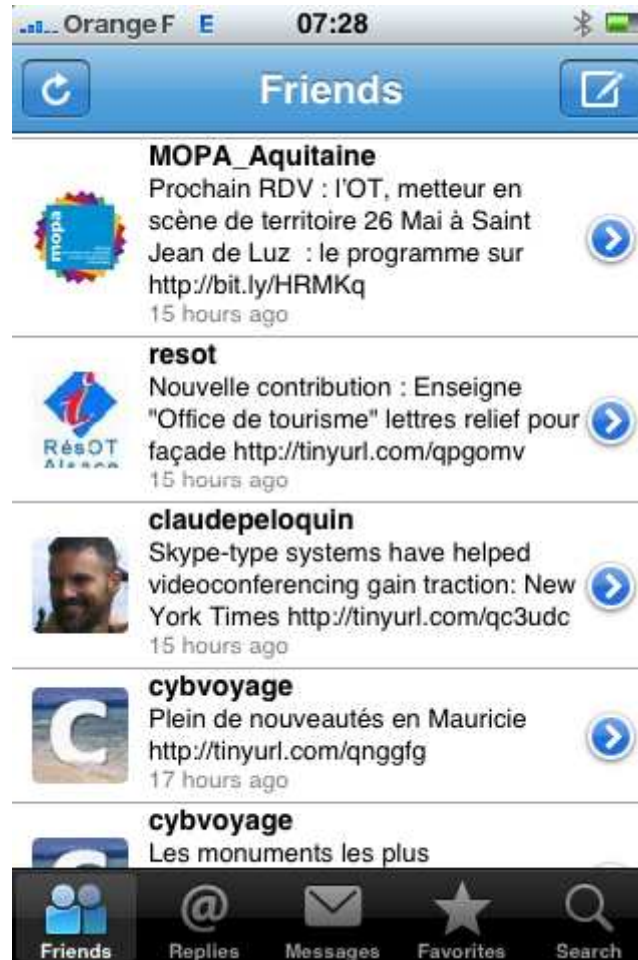 Orange F E 07:28
Friends
MOPA_Aquitaine
Prochain RDV : l'OT, metteur en
scène de territoire 26 Mai à Saint
Jean de Luz : le programme sur
http://bit.ly/HRMKq
15 hours ago
mopa
resot
Nouvelle contribution : Enseigne
"Office de tourisme" lettres relief pour
façade http://tinyurl.com/qpgomv
15 hours ago
RésOT
Alsace
claudepeloquin
Skype-type systems have helped
videoconferencing gain traction: New
York Times http://tinyurl.com/qc3udc
15 hours ago
cybvoyage
Plein de nouveautés en Mauricie
http://tinyurl.com/qnggfg
17 hours ago
C
cybvoyage
Les monuments les plus
Friends Replies Messages Favorites Search